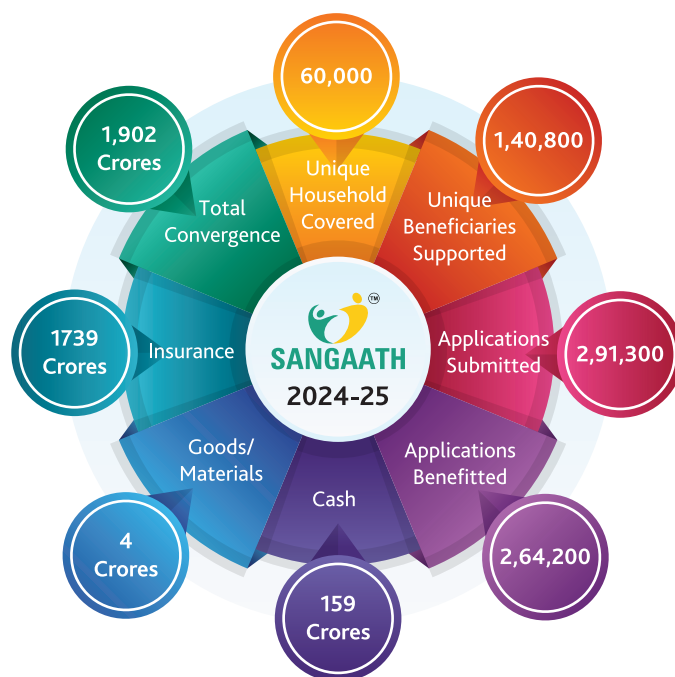 60,000
Unique
Household
Covered
1,40,800
Unique
Beneficiaries
Supported
2,91,300
Applications
Submitted
2,64,200
Applications
Benefitted
159
Crores
Cash
4
Crores
Goods/
Materials
1739
Crores
Insurance
1,902
Crores
Total
Convergence
TM
SANGAATH
2024-25